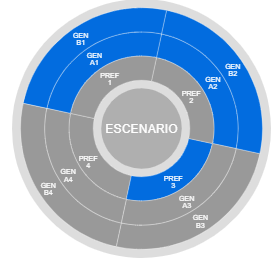 GEN
B1
GEN
B2
GEN
A1
GEN
A2
PREF
1
PREF
2
ESCENARIO
PREF
4
PREF
3
GEN
A4
GEN
A3
GEN
B4
GEN
B3